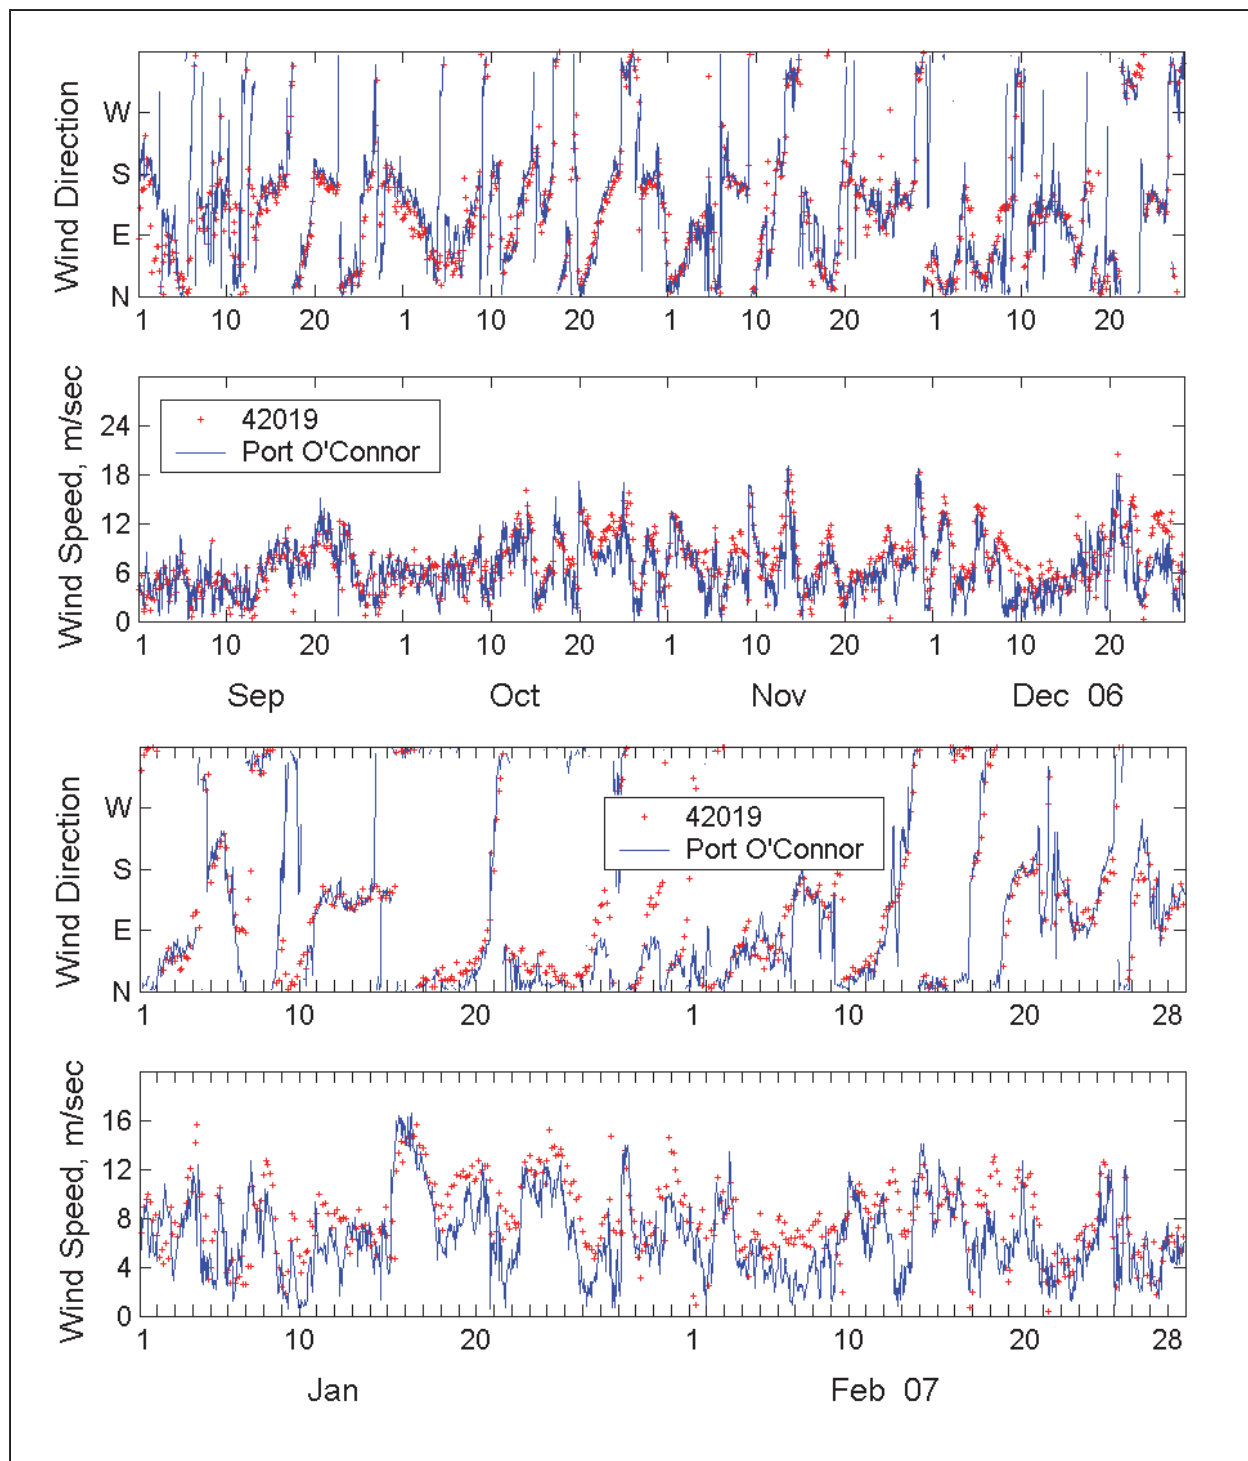 Wind Direction
W
S
E
N
1 10 20 1 10 20 1 10 20 1 10 20
Wind Speed, m/sec
24
18
12
6
0
42019
Port O'Connor
1 10 20 1 10 20 1 10 20 1 10 20
Sep Oct Nov Dec 06
Wind Direction
W
S
E
N
42019
Port O'Connor
1 10 20 1 10 20 28
Wind Speed, m/sec
16
12
8
4
0
1 10 20 1 10 20 28
Jan Feb 07